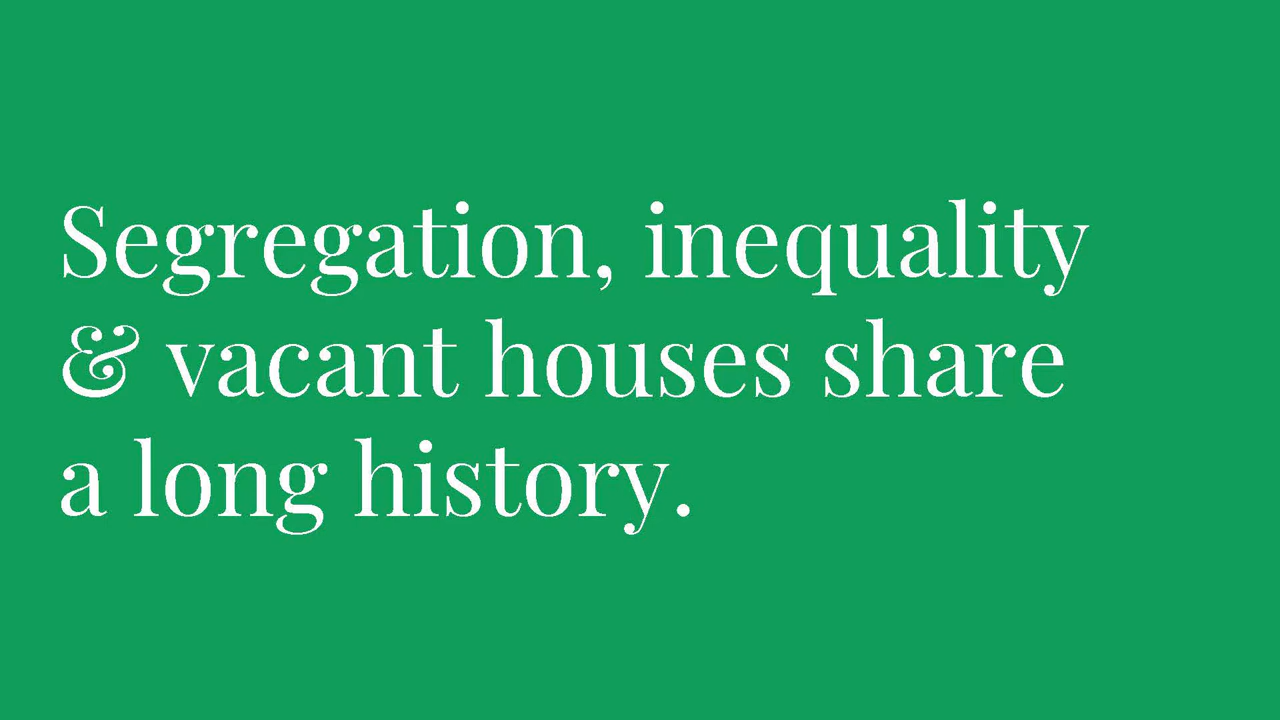 Segregation, inequality
& vacant houses share
a long history.